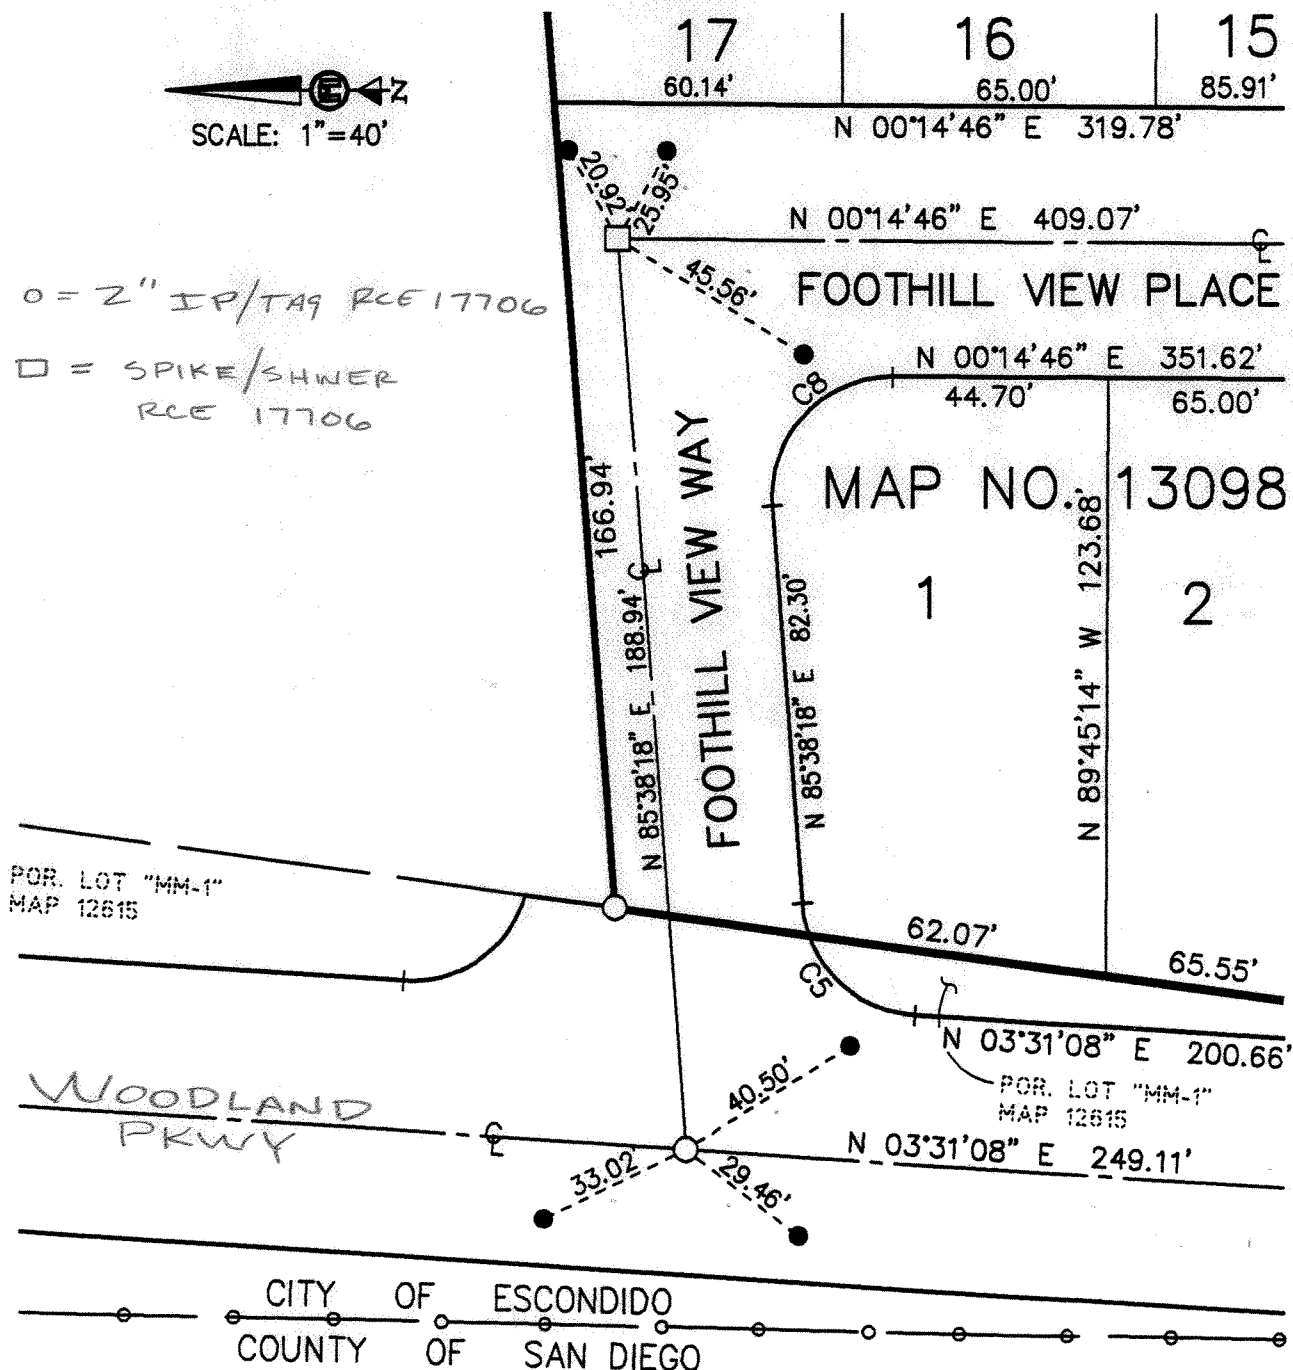 17
16
15
60.14'
65.00'
85.91'
N 00°14'46" E 319.78'
N
SCALE: 1"=40'
20.92'
25.95'
N 00°14'46" E 409.07'
℄
45.56'
FOOTHILL VIEW PLACE
o = 2" IP/TAG RCE 17706
□ = SPIKE/SHINER
RCE 17706
N 00°14'46" E 351.62'
C8
44.70'
65.00'
MAP NO. 13098
166.94'
FOOTHILL VIEW WAY
N 85°38'18" E 188.94' ℄
N 85°38'18" E 82.30'
1
N 89°45'14" W 123.68'
2
POR. LOT "MM-1"
MAP 12615
62.07'
65.55'
C5
N 03°31'08" E 200.66'
POR. LOT "MM-1"
MAP 12615
WOODLAND
PKWY
℄
40.50'
N 03°31'08" E 249.11'
33.02'
29.46'
CITY OF ESCONDIDO
COUNTY OF SAN DIEGO